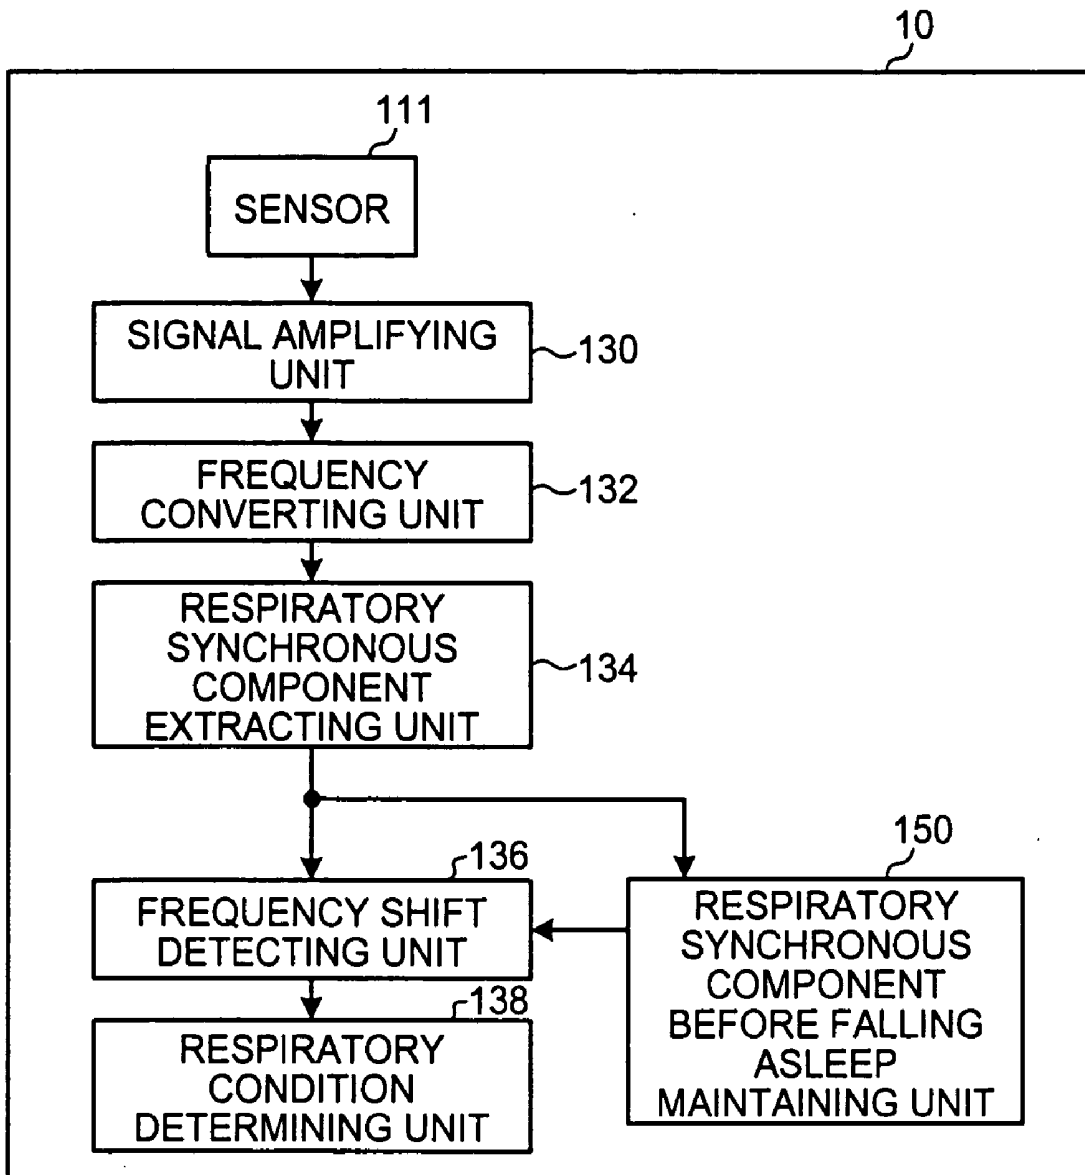 10
111
SENSOR
SIGNAL AMPLIFYING
UNIT
130
FREQUENCY
CONVERTING UNIT
132
RESPIRATORY
SYNCHRONOUS
COMPONENT
EXTRACTING UNIT
134
136
FREQUENCY SHIFT
DETECTING UNIT
150
RESPIRATORY
SYNCHRONOUS
COMPONENT
BEFORE FALLING
ASLEEP
MAINTAINING UNIT
138
RESPIRATORY
CONDITION
DETERMINING UNIT